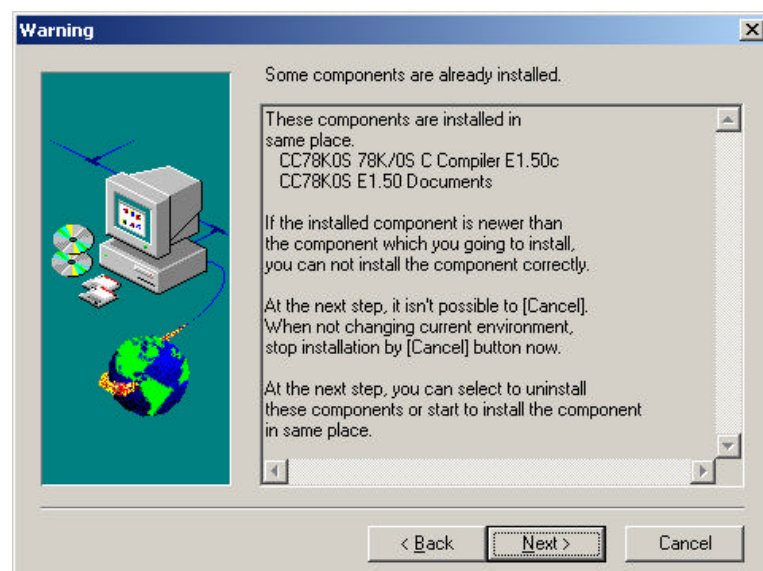 Warning
Some components are already installed.
These components are installed in
same place.
CC78K0S 78K/0S C Compiler E1.50c
CC78K0S E1.50 Documents
If the installed component is newer than
the component which you going to install,
you can not install the component correctly.
At the next step, it isn't possible to [Cancel].
When not changing current environment,
stop installation by [Cancel] button now.
At the next step, you can select to uninstall
these components or start to install the component
in same place.
< Back
Next >
Cancel